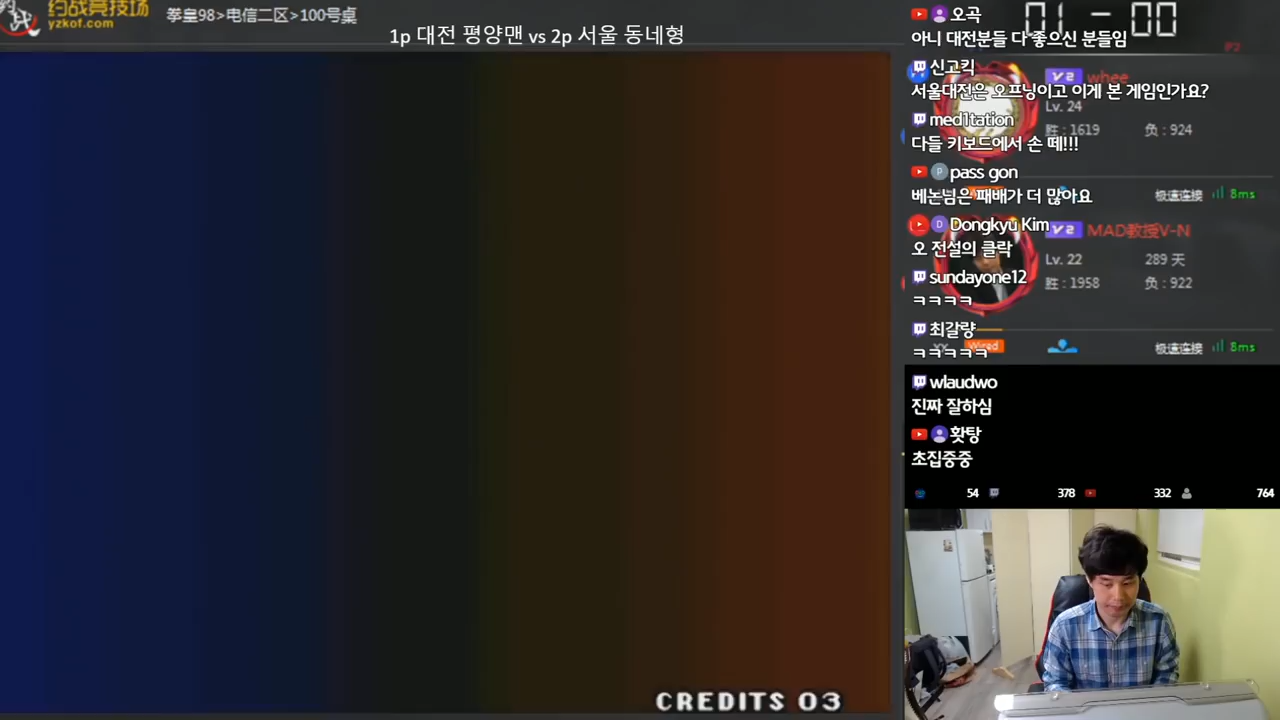 约战竞技场
yzkof.com
拳皇98>电信二区>100号桌
1p 대전 평양맨 vs 2p 서울 동네형
01-00
P2
오곡
아니 대전분들 다 좋으신 분들임
신고킥
V2 whee
서울대전은 오프닝이고 이게 본 게임인가요?
Lv. 24
med1tation
胜:1619 负:924
다들 키보드에서 손 떼!!!
pass gon
베논님은 패배가 더 많아요
极速连接 8ms
Dongkyu Kim
V2 MAD教授V-N
오 전설의 클락
Lv. 22 289 天
sundayone12
胜:1958 负:922
ㅋㅋㅋㅋ
최갈량
XX Wired
ㅋㅋㅋㅋㅋ
极速连接 8ms
wlaudwo
진짜 잘하심
홧탕
초집중중
54 378 332 764
CREDITS 03